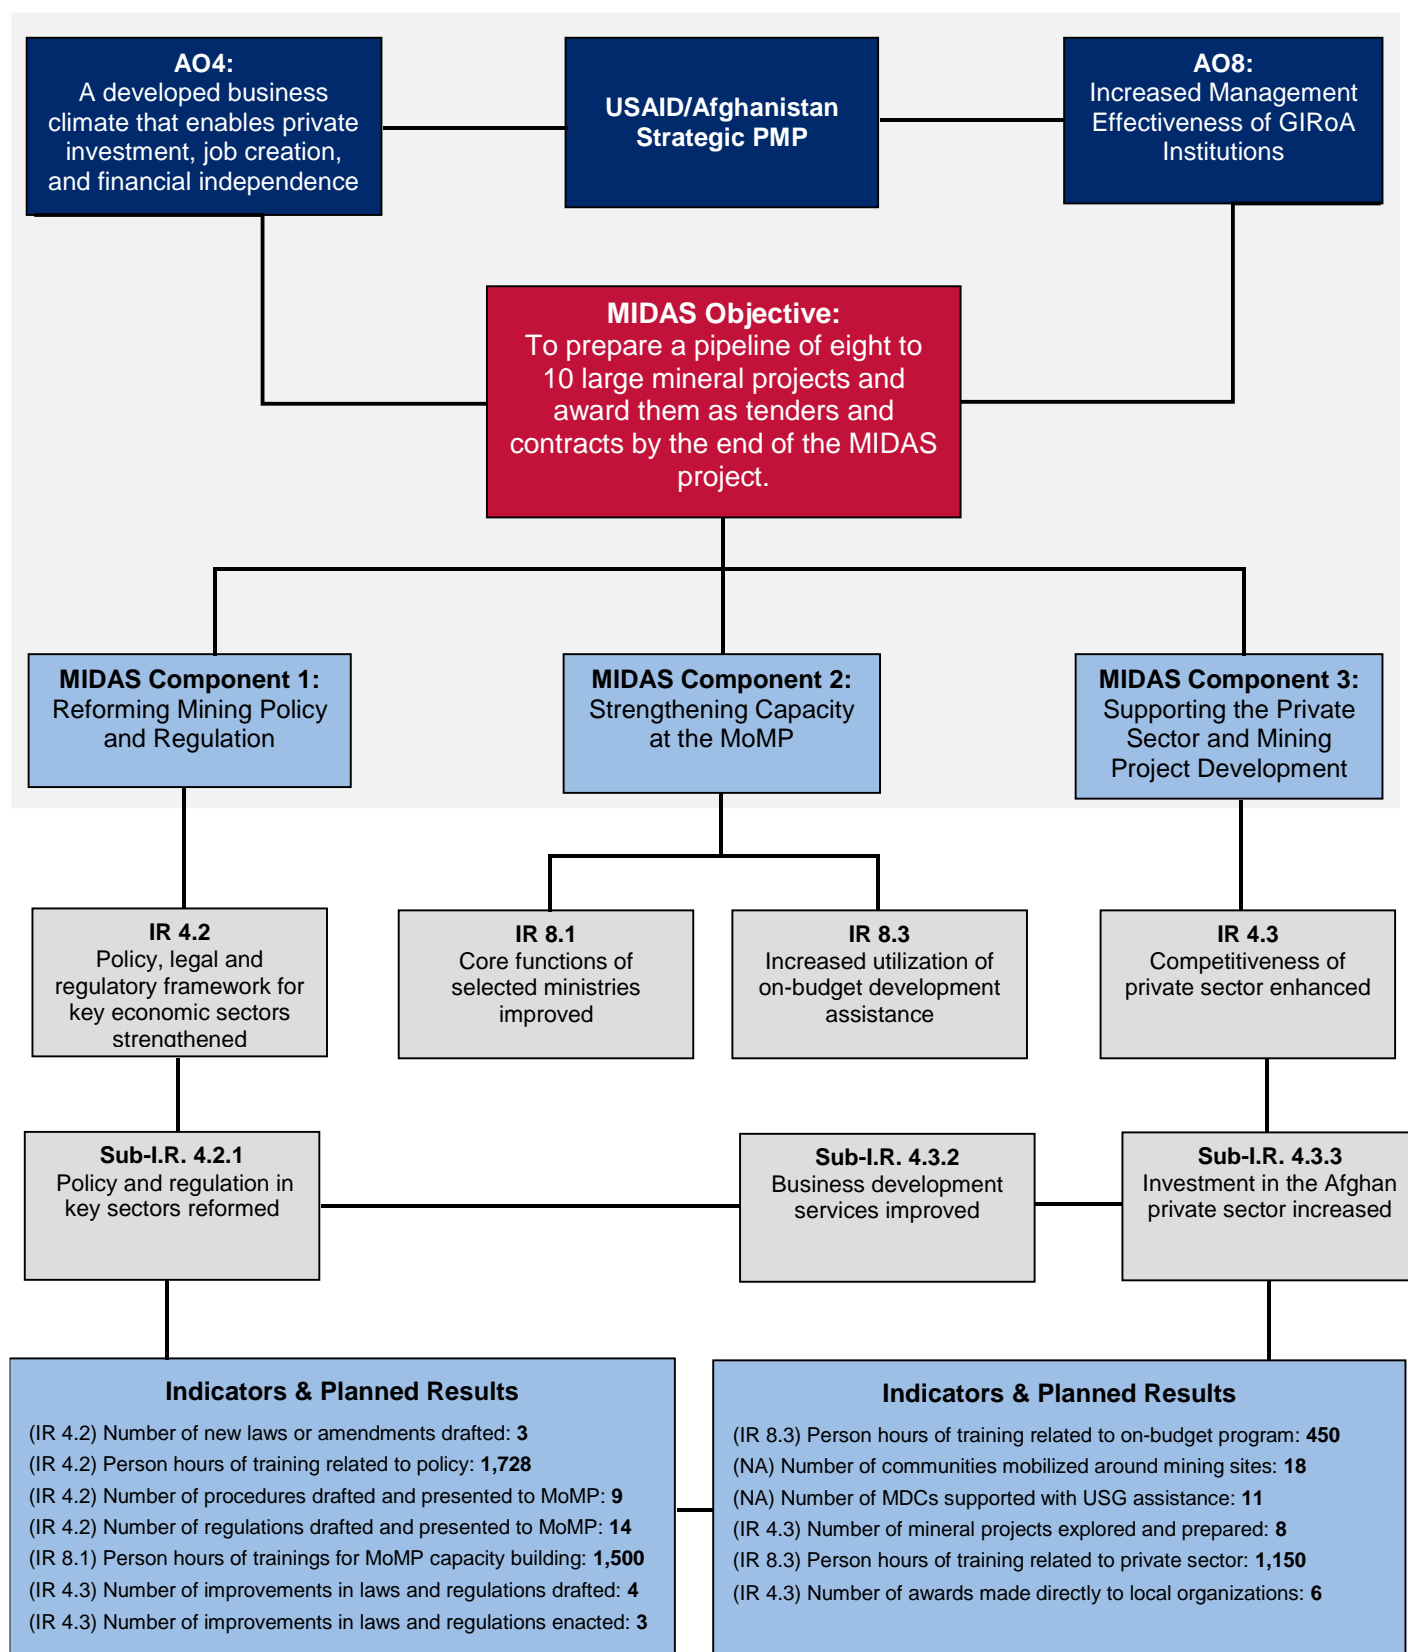 AO4:
A developed business
climate that enables private
investment, job creation,
and financial independence
USAID/Afghanistan
Strategic PMP
AO8:
Increased Management
Effectiveness of GIRoA
Institutions
MIDAS Objective:
To prepare a pipeline of eight to
10 large mineral projects and
award them as tenders and
contracts by the end of the MIDAS
project.
MIDAS Component 1:
Reforming Mining Policy
and Regulation
MIDAS Component 2:
Strengthening Capacity
at the MoMP
MIDAS Component 3:
Supporting the Private
Sector and Mining
Project Development
IR 4.2
Policy, legal and
regulatory framework for
key economic sectors
strengthened
IR 8.1
Core functions of
selected ministries
improved
IR 8.3
Increased utilization of
on-budget development
assistance
IR 4.3
Competitiveness of
private sector enhanced
Sub-I.R. 4.2.1
Policy and regulation in
key sectors reformed
Sub-I.R. 4.3.2
Business development
services improved
Sub-I.R. 4.3.3
Investment in the Afghan
private sector increased
Indicators & Planned Results
(IR 4.2) Number of new laws or amendments drafted: 3
(IR 4.2) Person hours of training related to policy: 1,728
(IR 4.2) Number of procedures drafted and presented to MoMP: 9
(IR 4.2) Number of regulations drafted and presented to MoMP: 14
(IR 8.1) Person hours of trainings for MoMP capacity building: 1,500
(IR 4.3) Number of improvements in laws and regulations drafted: 4
(IR 4.3) Number of improvements in laws and regulations enacted: 3
Indicators & Planned Results
(IR 8.3) Person hours of training related to on-budget program: 450
(NA) Number of communities mobilized around mining sites: 18
(NA) Number of MDCs supported with USG assistance: 11
(IR 4.3) Number of mineral projects explored and prepared: 8
(IR 8.3) Person hours of training related to private sector: 1,150
(IR 4.3) Number of awards made directly to local organizations: 6